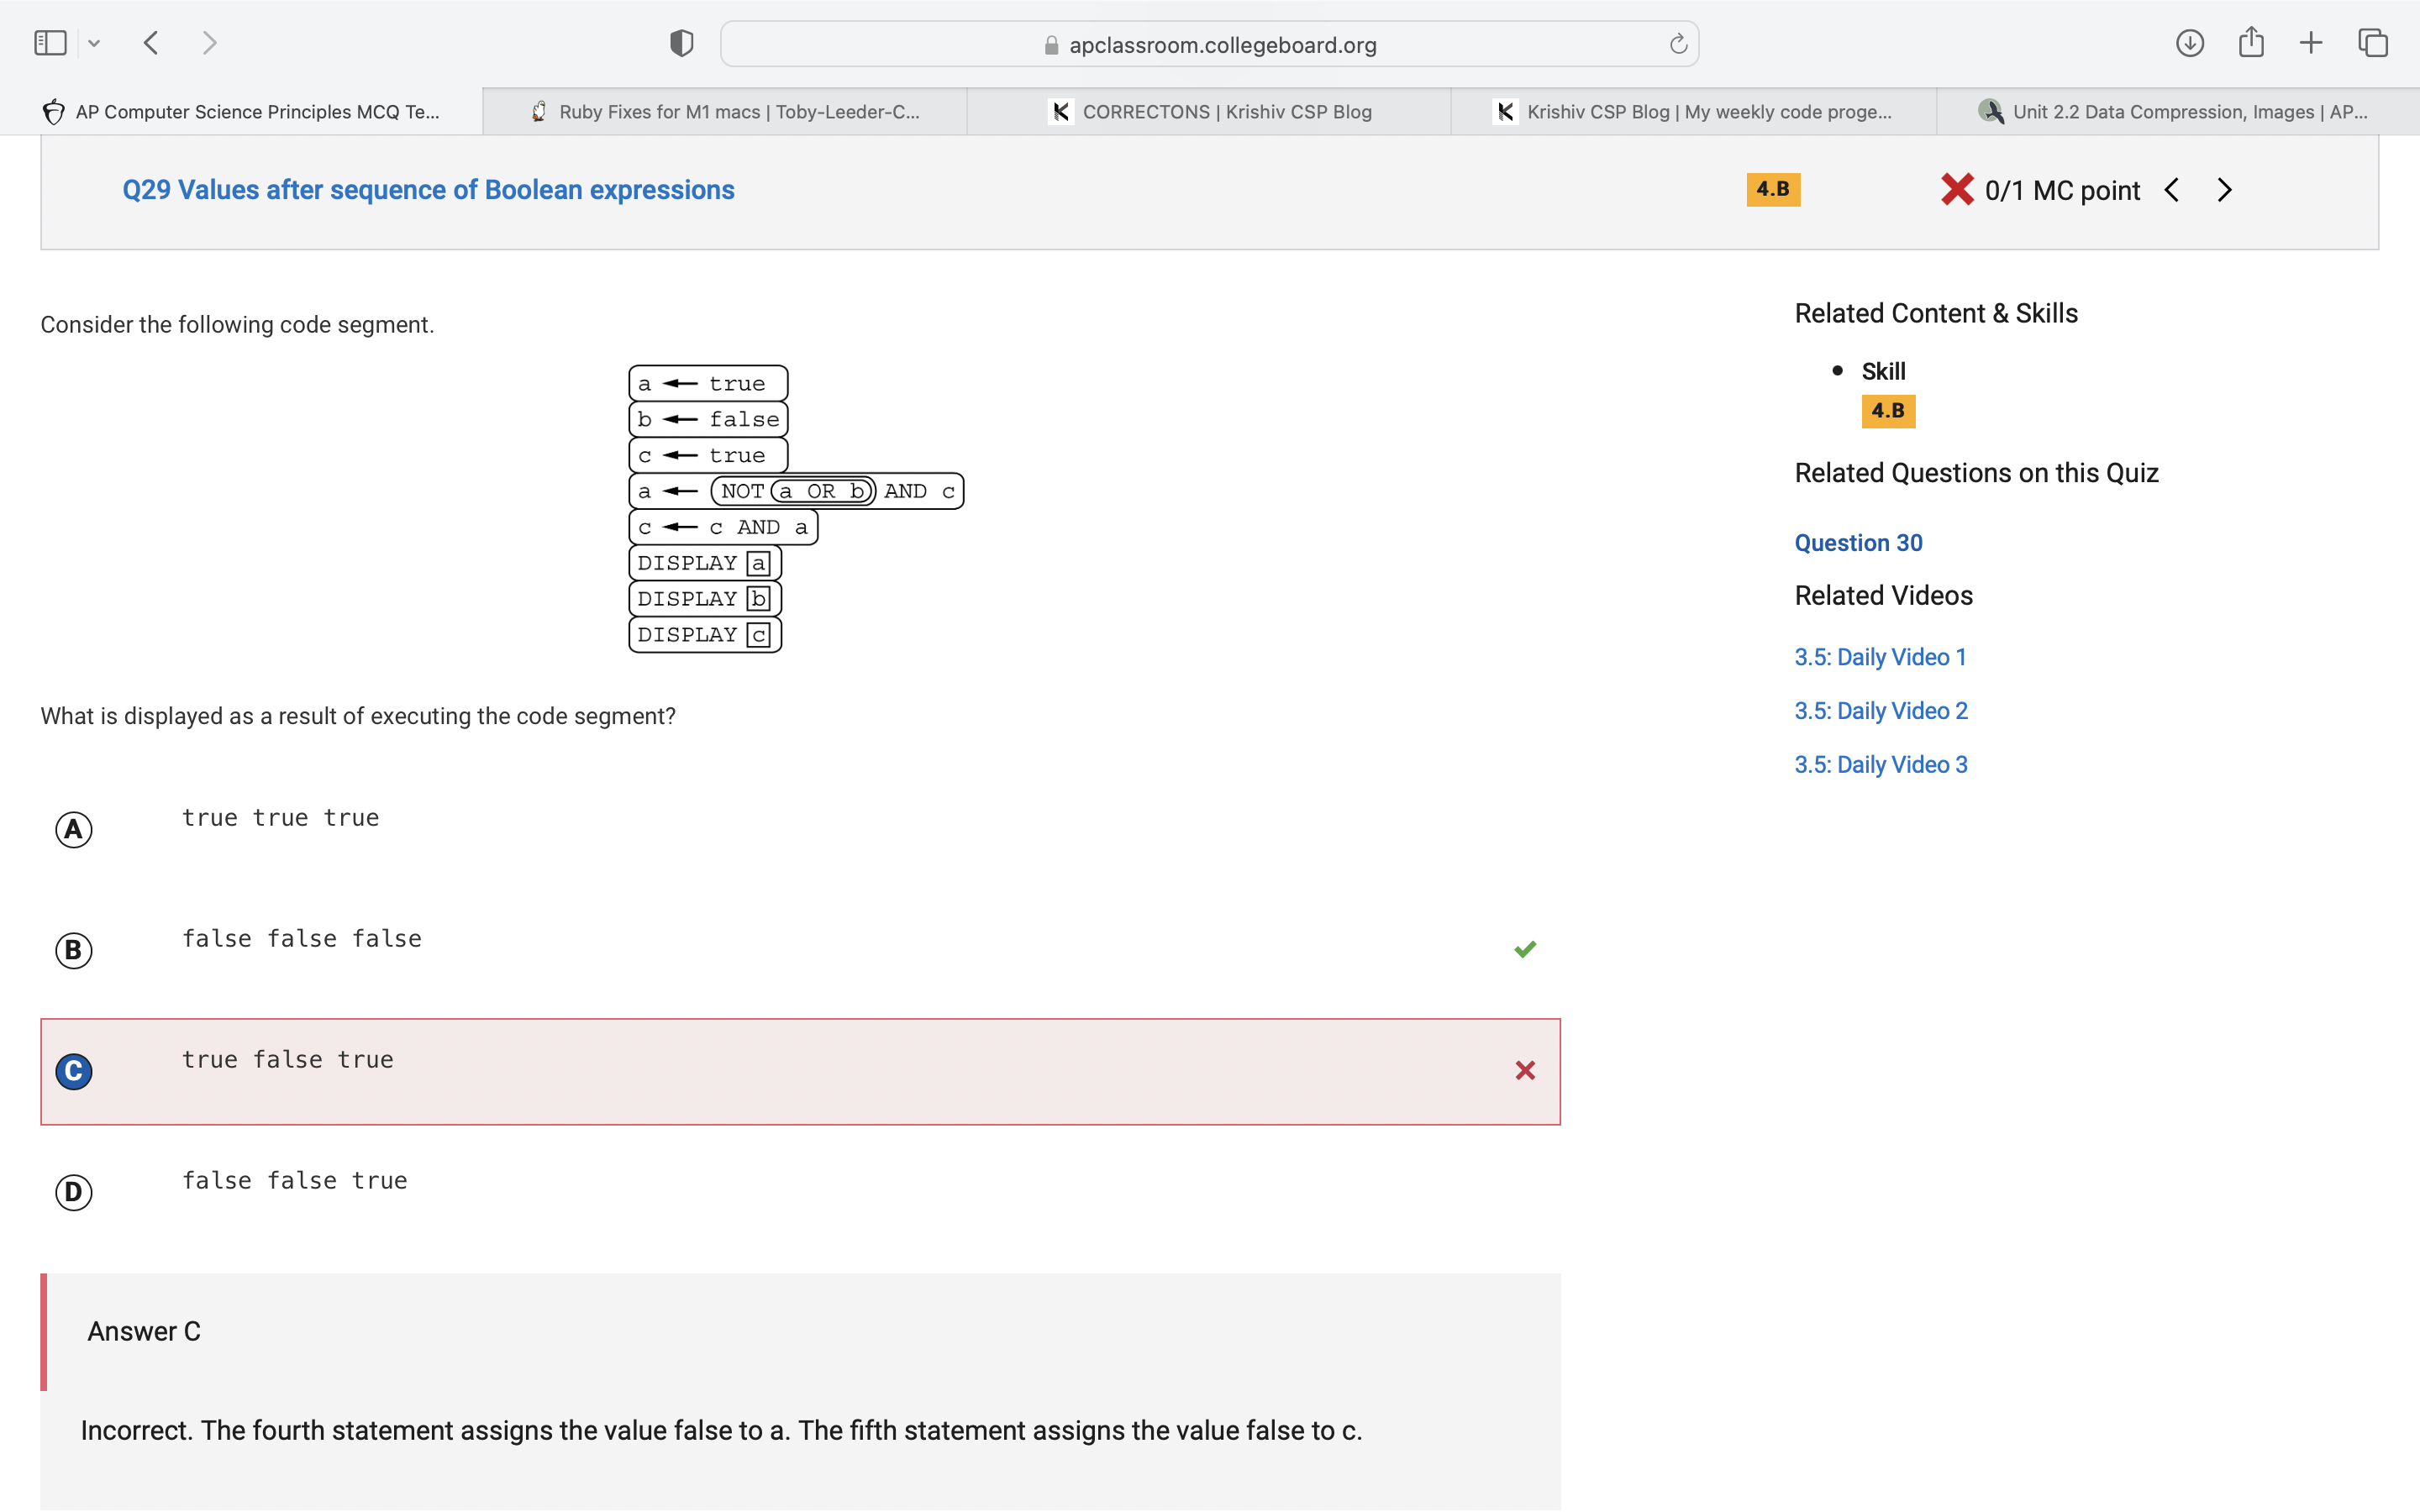 apclassroom.collegeboard.org
AP Computer Science Principles MCQ Te...
Ruby Fixes for M1 macs | Toby-Leeder-C...
CORRECTONS | Krishiv CSP Blog
Krishiv CSP Blog | My weekly code proge...
Unit 2.2 Data Compression, Images | AP...
Q29 Values after sequence of Boolean expressions
4.B
0/1 MC point
Consider the following code segment.
a ← true
b ← false
c ← true
a ← NOT a OR b AND c
c ← c AND a
DISPLAY a
DISPLAY b
DISPLAY c
What is displayed as a result of executing the code segment?
A true true true
B false false false
C true false true
D false false true
Answer C
Incorrect. The fourth statement assigns the value false to a. The fifth statement assigns the value false to c.
Related Content & Skills
• Skill
4.B
Related Questions on this Quiz
Question 30
Related Videos
3.5: Daily Video 1
3.5: Daily Video 2
3.5: Daily Video 3